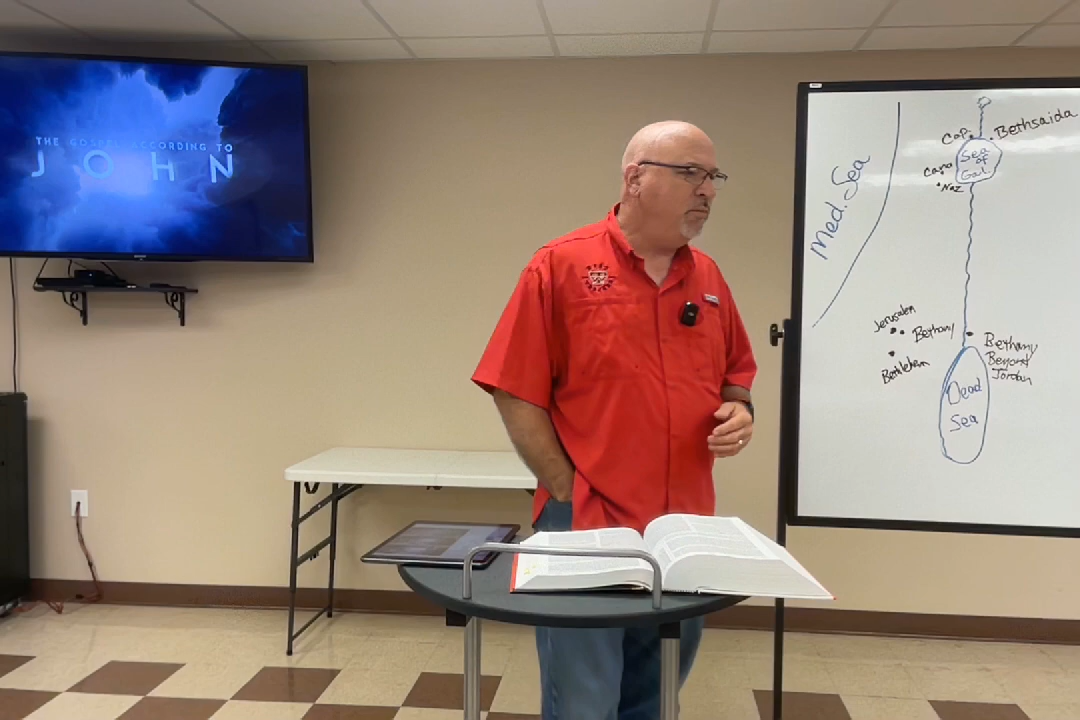 THE GOSPEL ACCORDING TO
JOHN
Med. Sea
Cap.
Bethsaida
Sea
of
Gal.
Cana
Naz
Jerusalem
Bethany
Bethlehem
Bethany
Beyond
Jordan
Dead
Sea